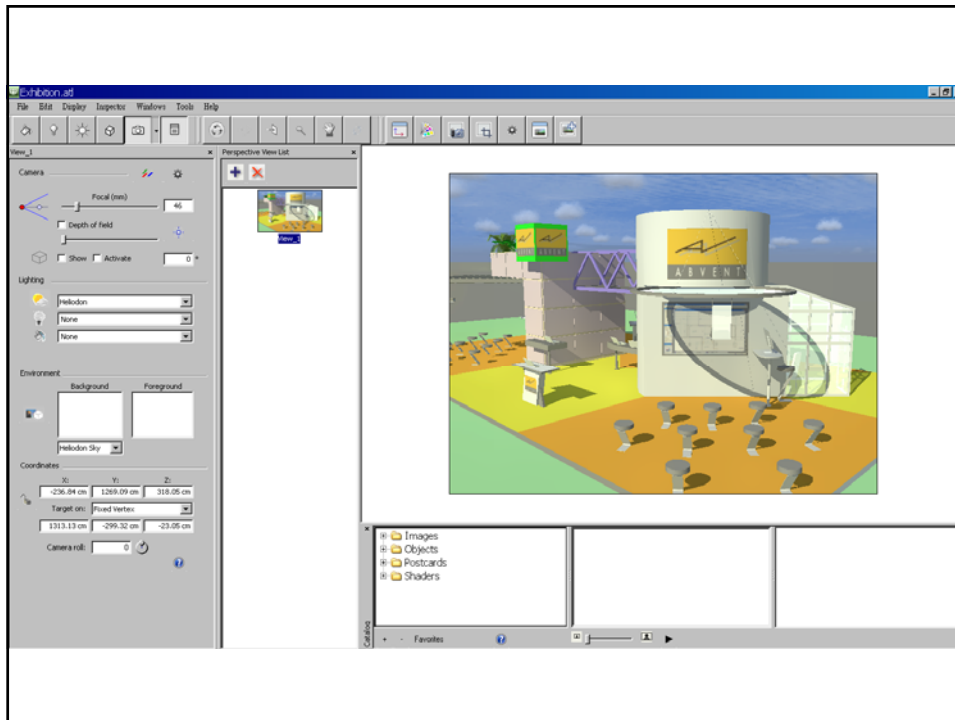 Exhibition.atl
File Edit Display Inspector Windows Tools Help
View_1
Camera
Focal (mm)
46
Depth of field
Show Activate 0 °
Lighting
Heliodon
None
None
Environment
Background Foreground
Heliodon Sky
Coordinates
X: Y: Z:
-236.84 cm 1269.09 cm 318.05 cm
Target on: Fixed Vertex
1313.13 cm -299.32 cm -23.05 cm
Camera roll: 0
Perspective View List
View_1
ABVENT
Images
Objects
Postcards
Shaders
Catalog
+ - Favorites